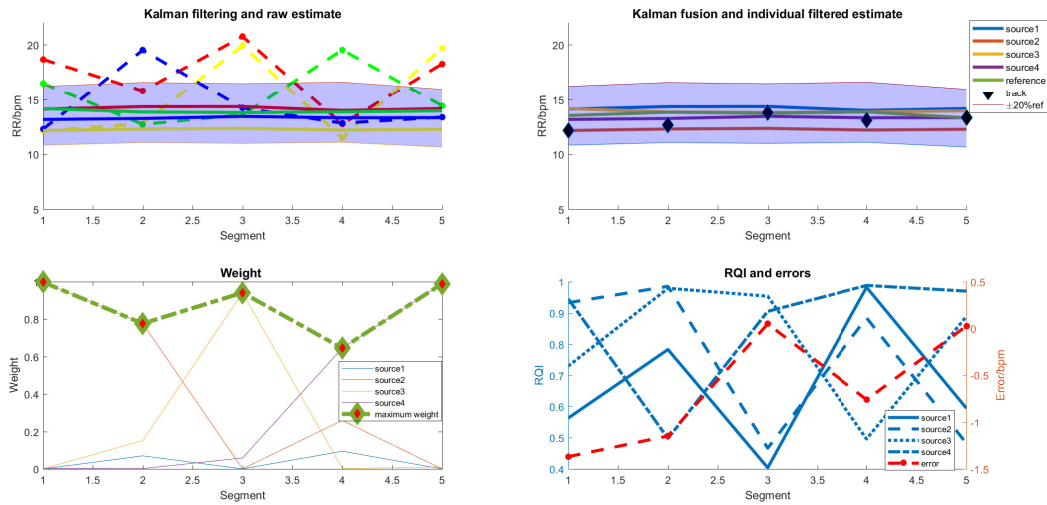 Kalman filtering and raw estimate
20
15
10
5
RR/bpm
1 1.5 2 2.5 3 3.5 4 4.5 5
Segment
Kalman fusion and individual filtered estimate
20
15
10
5
RR/bpm
1 1.5 2 2.5 3 3.5 4 4.5 5
Segment
source1
source2
source3
source4
reference
track
±20%ref
Weight
0.8
0.6
0.4
0.2
0
Weight
1 1.5 2 2.5 3 3.5 4 4.5 5
Segment
source1
source2
source3
source4
maximum weight
RQI and errors
1
0.9
0.8
0.7
0.6
0.5
0.4
RQI
0.5
0
-0.5
-1
-1.5
Error/bpm
1 1.5 2 2.5 3 3.5 4 4.5 5
Segment
source1
source2
source3
source4
error